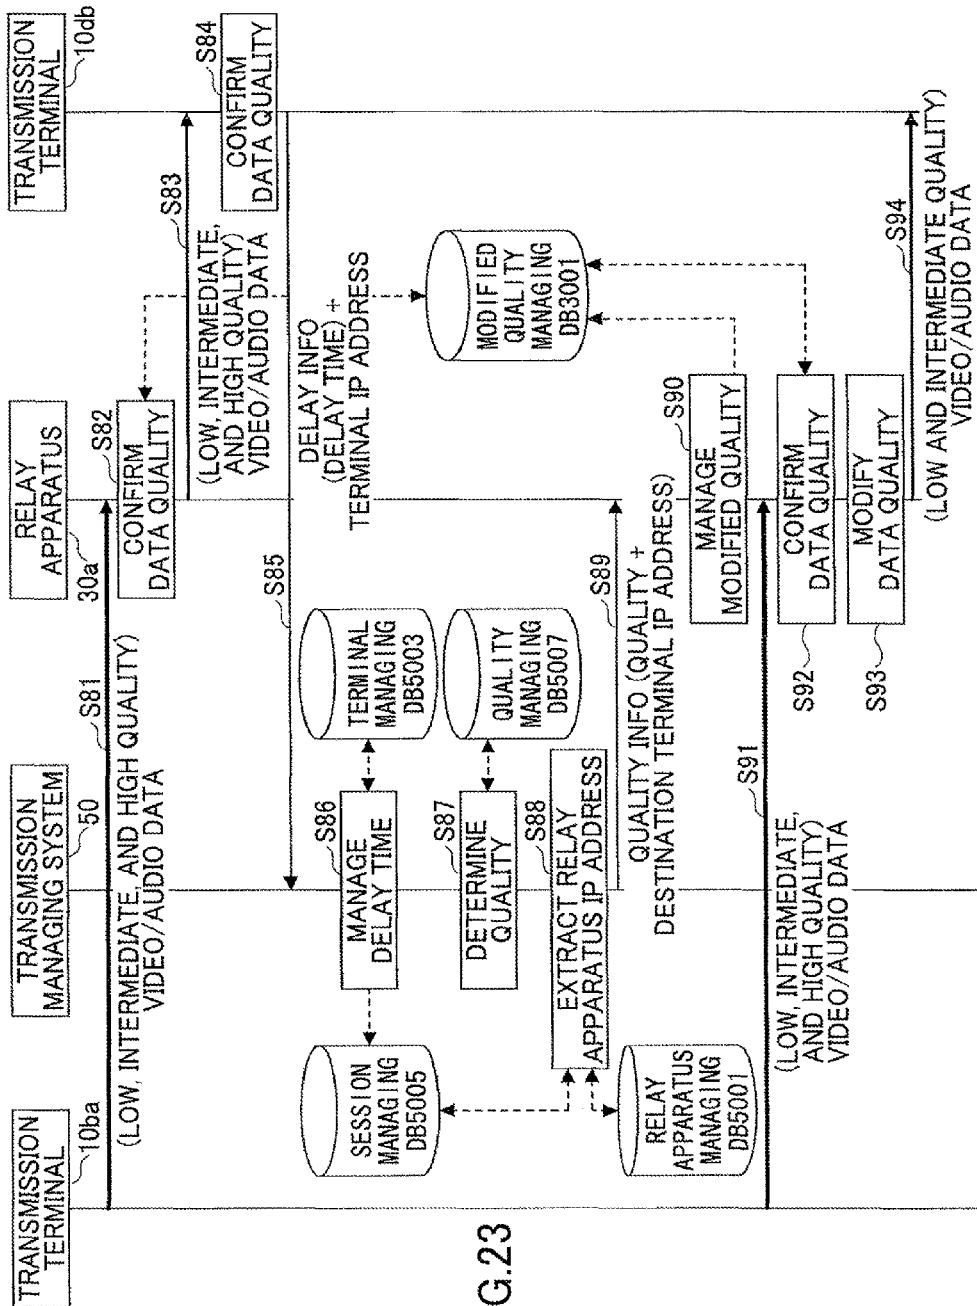 TRANSMISSION
TERMINAL
10ba
TRANSMISSION
MANAGING SYSTEM
50
RELAY
APPARATUS
30a
TRANSMISSION
TERMINAL
10db
S81
(LOW, INTERMEDIATE, AND HIGH QUALITY)
VIDEO/AUDIO DATA
S82
CONFIRM
DATA QUALITY
S83
(LOW, INTERMEDIATE,
AND HIGH QUALITY)
VIDEO/AUDIO DATA
S84
CONFIRM
DATA QUALITY
S85
DELAY INFO
(DELAY TIME) +
TERMINAL IP ADDRESS
S86
MANAGE
DELAY TIME
SESSION
MANAGING
DB5005
TERMINAL
MANAGING
DB5003
MODIFIED
QUALITY
MANAGING
DB3001
S87
DETERMINE
QUALITY
QUALITY
MANAGING
DB5007
S88
EXTRACT RELAY
APPARATUS IP ADDRESS
RELAY
APPARATUS
MANAGING
DB5001
S89
QUALITY INFO (QUALITY +
DESTINATION TERMINAL IP ADDRESS)
S90
MANAGE
MODIFIED QUALITY
S91
(LOW, INTERMEDIATE,
AND HIGH QUALITY)
VIDEO/AUDIO DATA
S92
CONFIRM
DATA QUALITY
S93
MODIFY
DATA QUALITY
S94
(LOW AND INTERMEDIATE QUALITY)
VIDEO/AUDIO DATA
G.23